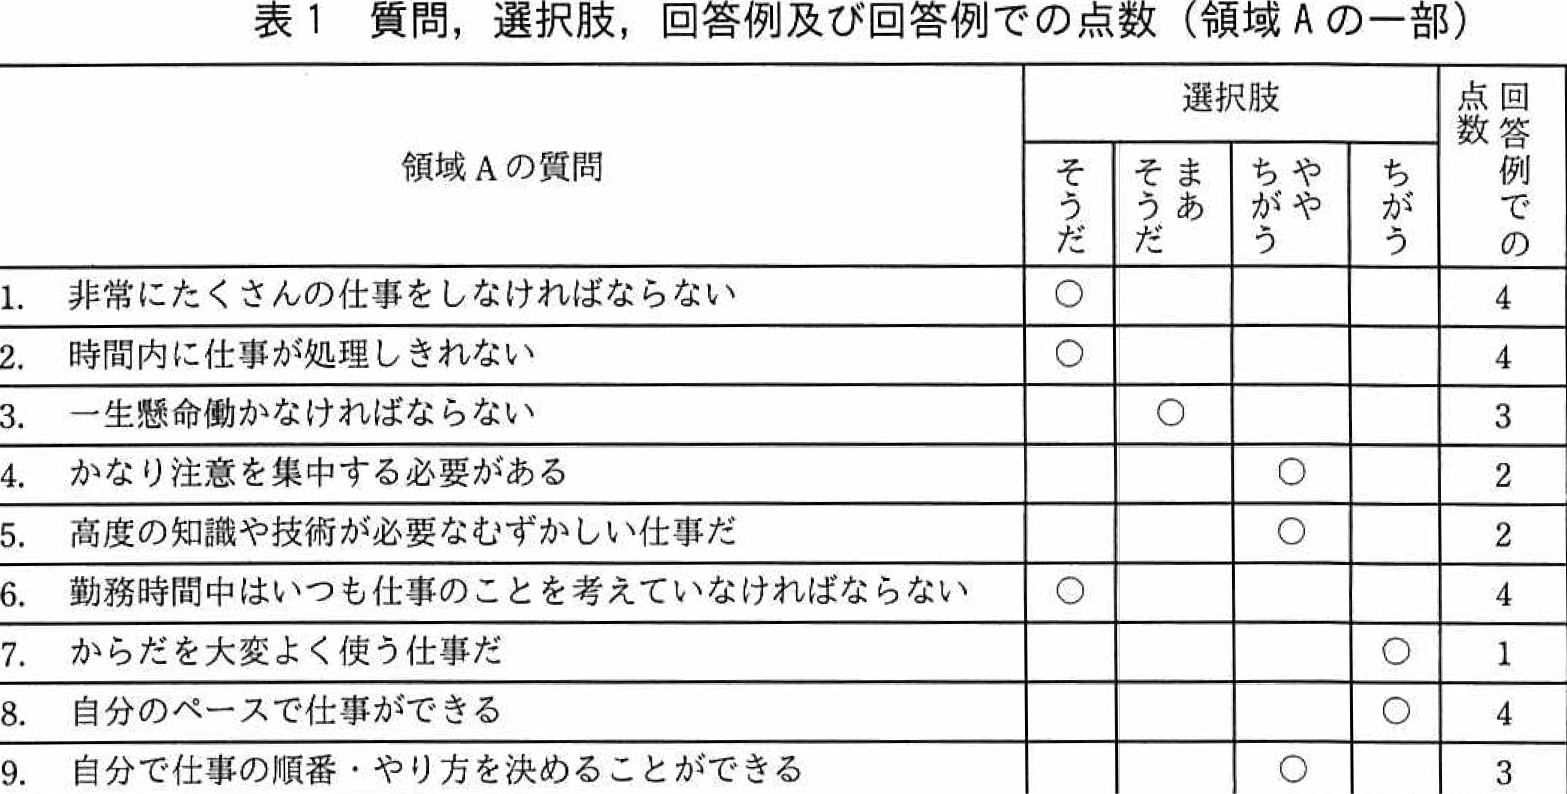 表1 質問，選択肢，回答例及び回答例での点数（領域Aの一部）
領域Aの質問
選択肢
回答例での点数
そうだ
まあそうだ
ややちがう
ちがう
1. 非常にたくさんの仕事をしなければならない ○ 4
2. 時間内に仕事が処理しきれない ○ 4
3. 一生懸命働かなければならない ○ 3
4. かなり注意を集中する必要がある ○ 2
5. 高度の知識や技術が必要なむずかしい仕事だ ○ 2
6. 勤務時間中はいつも仕事のことを考えていなければならない ○ 4
7. からだを大変よく使う仕事だ ○ 1
8. 自分のペースで仕事ができる ○ 4
9. 自分で仕事の順番・やり方を決めることができる ○ 3